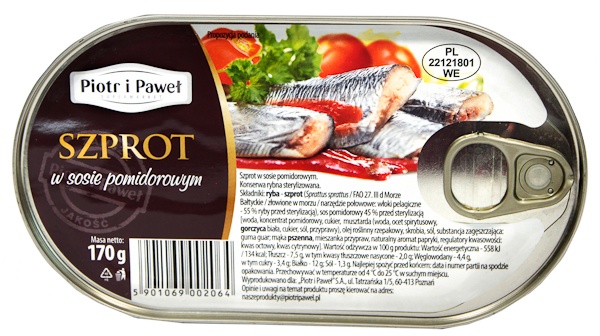 Propozycja podania
PL
22121801
WE
Piotr i Paweł
SZPROT
w sosie pomidorowym
JAKOŚĆ
Masa netto:
170 g
5 901069 002064
Szprot w sosie pomidorowym.
Konserwa rybna sterylizowana.
Składniki: ryba - szprot (Sprattus sprattus / FAO 27. III d Morze
Bałtyckie / złowione w morzu / narzędzie połowowe: włoki pelagiczne
- 55 % ryby przed sterylizacją), sos pomidorowy 45 % przed sterylizacją
(woda, koncentrat pomidorowy, cukier, musztarda (woda, ocet spirytusowy,
gorczyca biała, cukier, sól, przyprawy), olej roślinny rzepakowy, skrobia, sól, substancja zagęszczająca:
guma guar; mąka pszenna, mieszanka przypraw, naturalny aromat papryki, regulatory kwasowości:
kwas octowy, kwas cytrynowy). Wartość odżywcza w 100 g produktu: Wartość energetyczna - 558 kJ
/ 134 kcal; Tłuszcz - 7,5 g, w tym kwasy tłuszczowe nasycone - 2,0 g; Węglowodany - 4,4 g,
w tym cukry - 3,4 g; Białko - 12 g; Sól - 1,3 g. Najlepiej spożyć przed końcem: data i numer partii na spodzie
opakowania. Przechowywać w temperaturze od 4 °C do 25 °C w suchym miejscu.
Wyprodukowano dla: „Piotr i Paweł” S.A., ul. Tatrzańska 1/5, 60-413 Poznań
Opinie i uwagi na temat produktu proszę kierować na adres:
naszeprodukty@piotripawel.pl